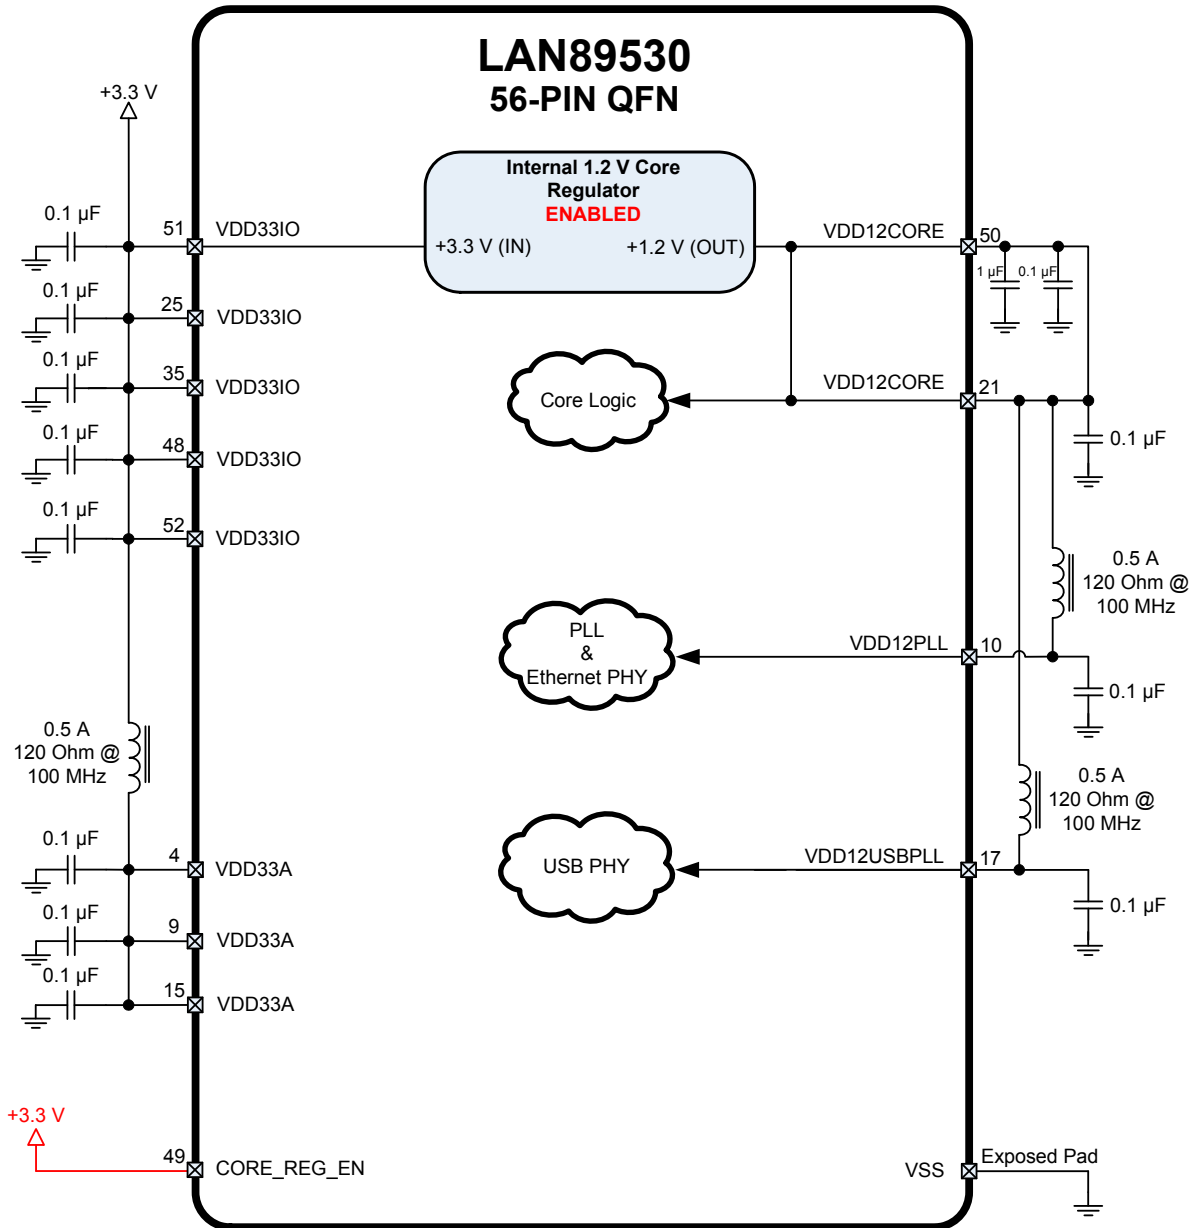 LAN89530
56-PIN QFN
+3.3 V
Internal 1.2 V Core
Regulator
ENABLED
+3.3 V (IN)
+1.2 V (OUT)
0.1 µF
51
VDD33IO
0.1 µF
25
VDD33IO
0.1 µF
35
VDD33IO
0.1 µF
48
VDD33IO
0.1 µF
52
VDD33IO
0.5 A
120 Ohm @
100 MHz
0.1 µF
4
VDD33A
0.1 µF
9
VDD33A
0.1 µF
15
VDD33A
+3.3 V
49
CORE_REG_EN
VDD12CORE
50
1 µF
0.1 µF
Core Logic
VDD12CORE
21
0.1 µF
0.5 A
120 Ohm @
100 MHz
PLL
&
Ethernet PHY
VDD12PLL
10
0.1 µF
0.5 A
120 Ohm @
100 MHz
USB PHY
VDD12USBPLL
17
0.1 µF
VSS
Exposed Pad